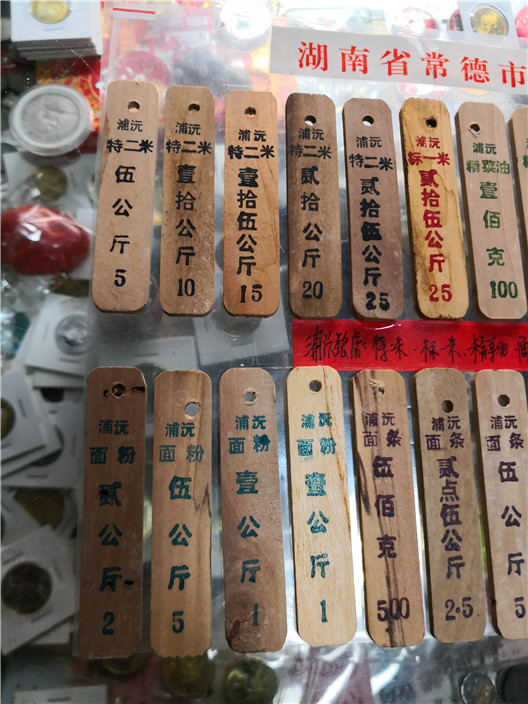 湖南省常德市
浦沅
特二米
伍公斤
5
浦沅
特二米
壹拾公斤
10
浦沅
特二米
壹拾伍公斤
15
浦沅
特二米
贰拾公斤
20
浦沅
特二米
贰拾伍公斤
25
浦沅
标一米
贰拾伍公斤
25
浦沅
精菜油
壹佰克
100
浦沅
面粉
贰公斤
2
浦沅
面粉
伍公斤
5
浦沅
面粉
壹公斤
1
浦沅
面粉
壹公斤
1
浦沅
面条
伍佰克
500
浦沅
面条
贰点伍公斤
2.5
浦沅
面条
伍公斤
5